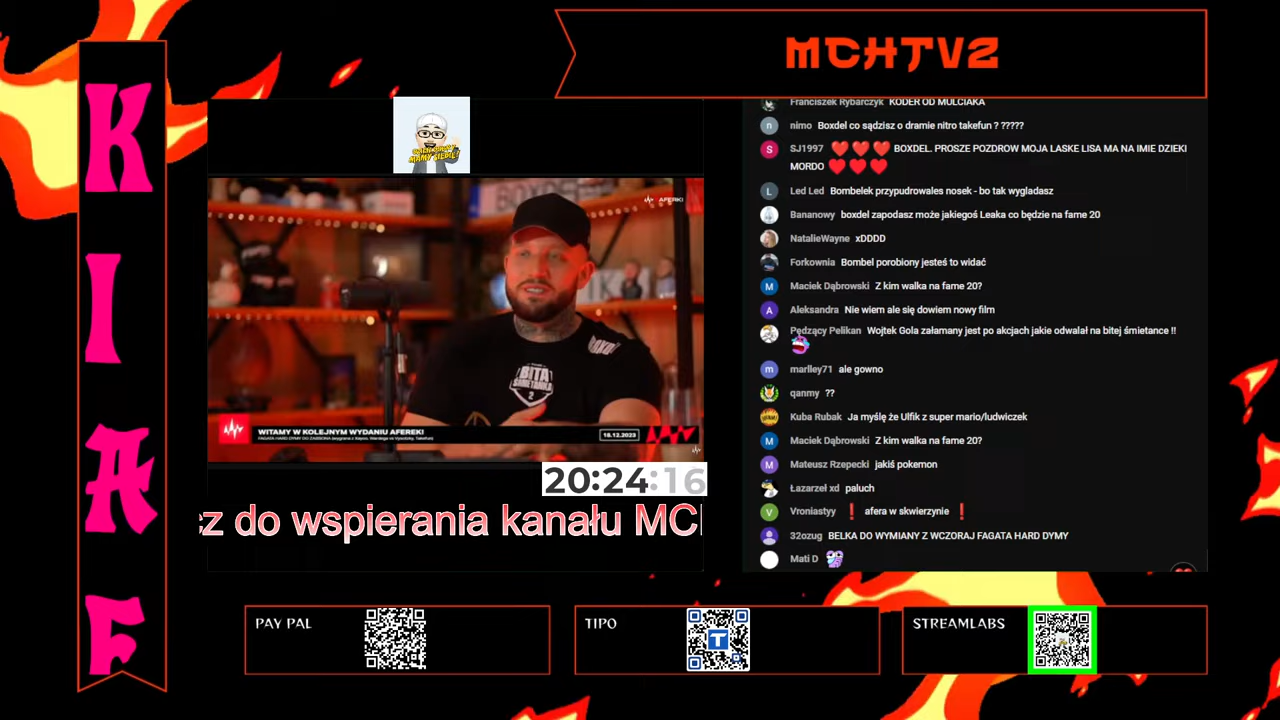 MCHTV2
K
I
A
F
MAMY CIEBIE!
AFERKI
BITA
ŚMIETANKA
2
WITAMY W KOLEJNYM WYDANIU AFEREK!
18.12.2023
20:24:16
cz do wspierania kanału MC
Franciszek Rybarczyk KODER OD MULCIAKA
n nimo Boxdel co sądzisz o dramie nitro takefun ? ?????
S SJ1997 ❤️❤️❤️ BOXDEL. PROSZE POZDROW MOJA LASKE LISA MA NA IMIE DZIEKI
MORDO ❤️❤️❤️
L Led Led Bombelek przypudrowales nosek - bo tak wygladasz
Bananowy boxdel zapodasz może jakiegoś Leaka co będzie na fame 20
NatalieWayne xDDDD
Forkownia Bombel porobiony jesteś to widać
M Maciek Dąbrowski Z kim walka na fame 20?
A Aleksandra Nie wiem ale się dowiem nowy film
Pędzący Pelikan Wojtek Gola załamany jest po akcjach jakie odwalał na bitej śmietance !!
m marlley71 ale gowno
qanmy ??
Kuba Rubak Ja myślę że Ulfik z super mario/ludwiczek
M Maciek Dąbrowski Z kim walka na fame 20?
M Mateusz Rzepecki jakiś pokemon
Łazarzeł xd paluch
V Vroniastyy ❗ afera w skwierzynie ❗
32ozug BELKA DO WYMIANY Z WCZORAJ FAGATA HARD DYMY
Mati D
PAY PAL
TIPO
T
STREAMLABS